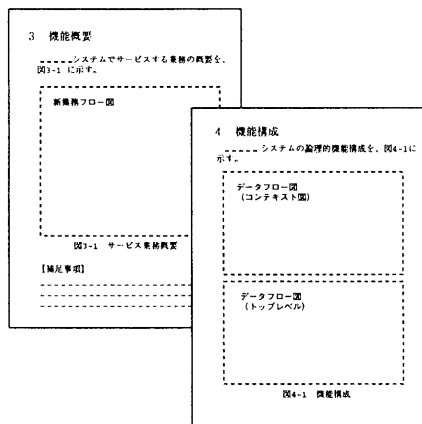 3 機能概要
システムでサービスする業務の概要を、
図3-1 に示す。
新業務フロー図
図3-1 サービス業務概要
【補足事項】
4 機能構成
システムの論理的機能構成を、図4-1に
示す。
データフロー図
(コンテキスト図)
データフロー図
(トップレベル)
図4-1 機能構成